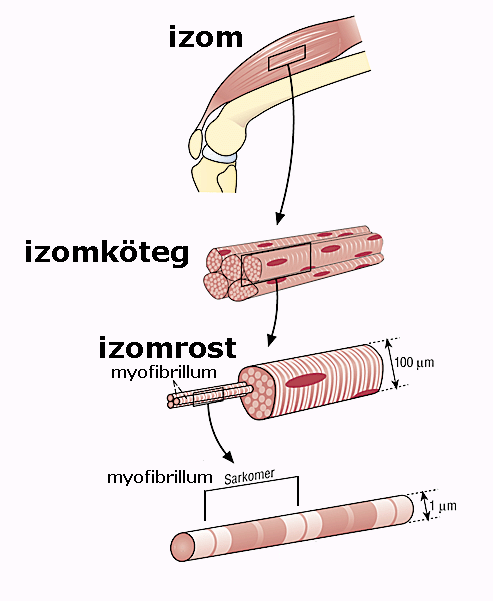 izom
izomköteg
izomrost
myofibrillum
100 μm
myofibrillum
Sarkomer
1 μm